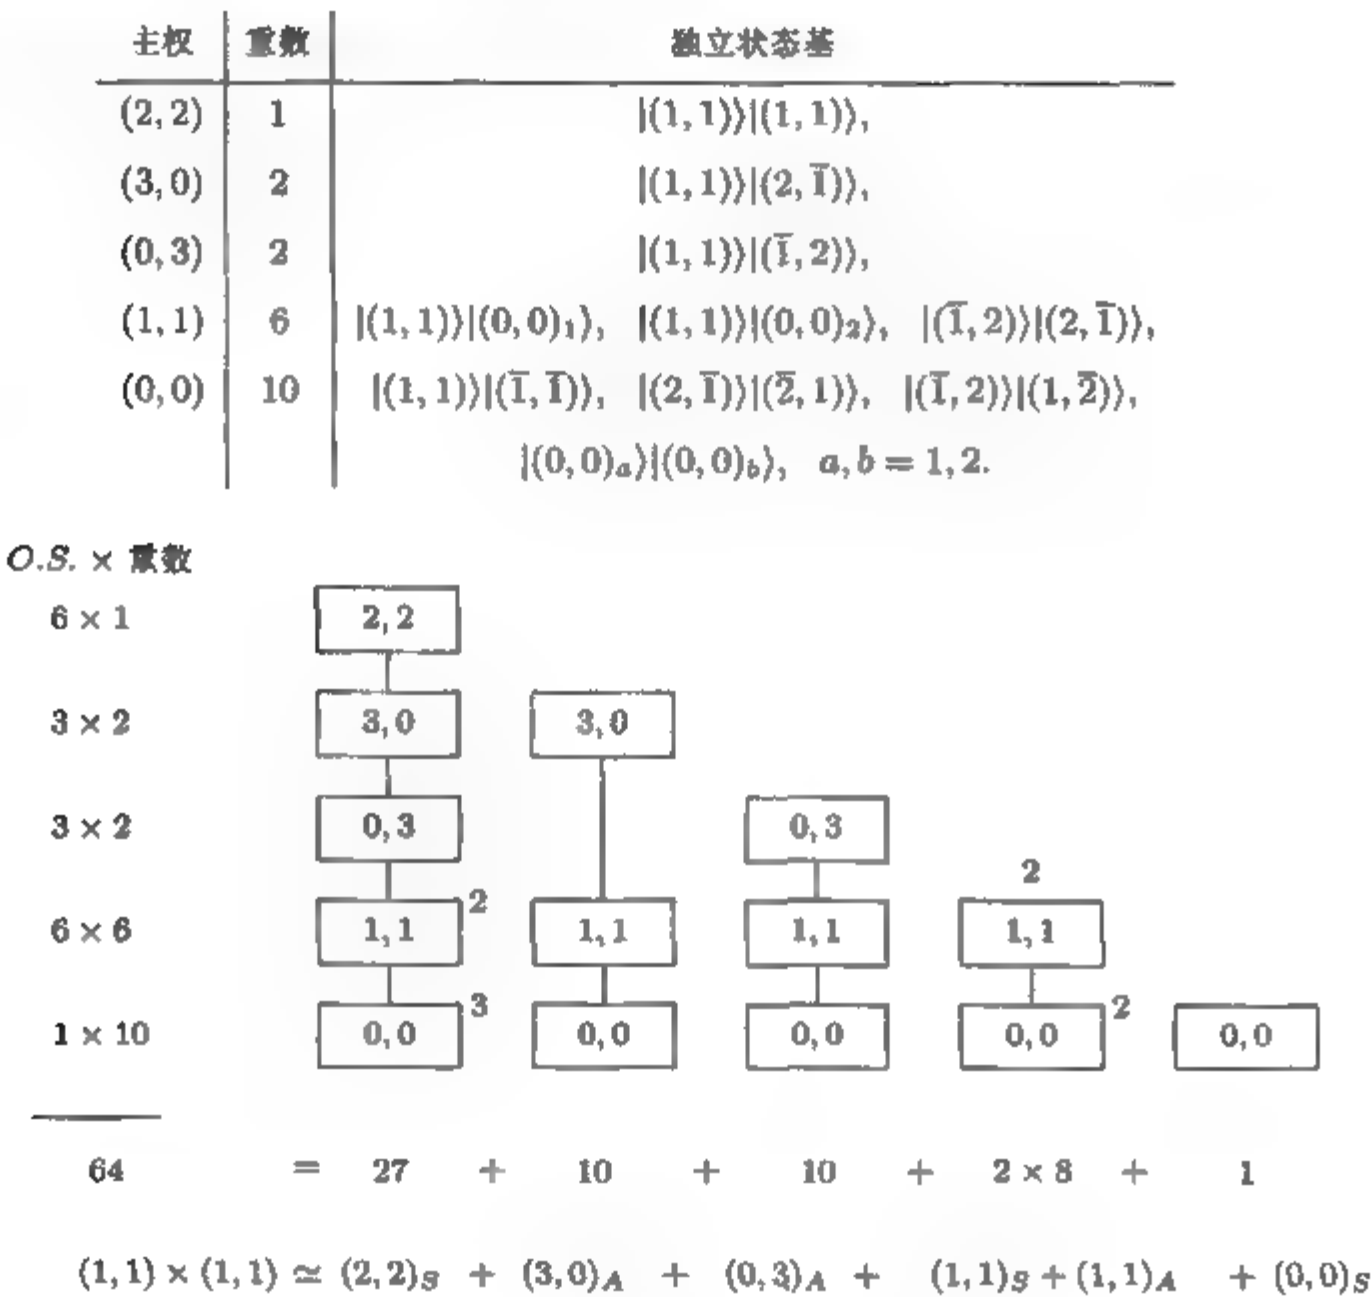 主权 重数 独立状态基
(2, 2) 1 |(1, 1)⟩|(1, 1)⟩,
(3, 0) 2 |(1, 1)⟩|(2, 1̅)⟩,
(0, 3) 2 |(1, 1)⟩|(1̅, 2)⟩,
(1, 1) 6 |(1, 1)⟩|(0, 0)₁⟩, |(1, 1)⟩|(0, 0)₂⟩, |(1̅, 2)⟩|(2, 1̅)⟩,
(0, 0) 10 |(1, 1)⟩|(1̅, 1̅)⟩, |(2, 1̅)⟩|(2̅, 1)⟩, |(1̅, 2)⟩|(1, 2̅)⟩,
|(0, 0)ₐ⟩|(0, 0)_b⟩, a, b = 1, 2.
O.S. × 重数
6 × 1 2, 2
3 × 2 3, 0 3, 0
3 × 2 0, 3 0, 3
2
6 × 6 1, 1 2 1, 1 1, 1 1, 1
1 × 10 0, 0 3 0, 0 0, 0 0, 0 2 0, 0
64 = 27 + 10 + 10 + 2 × 8 + 1
(1, 1) × (1, 1) ≃ (2, 2)_S + (3, 0)_A + (0, 3)_A + (1, 1)_S + (1, 1)_A + (0, 0)_S